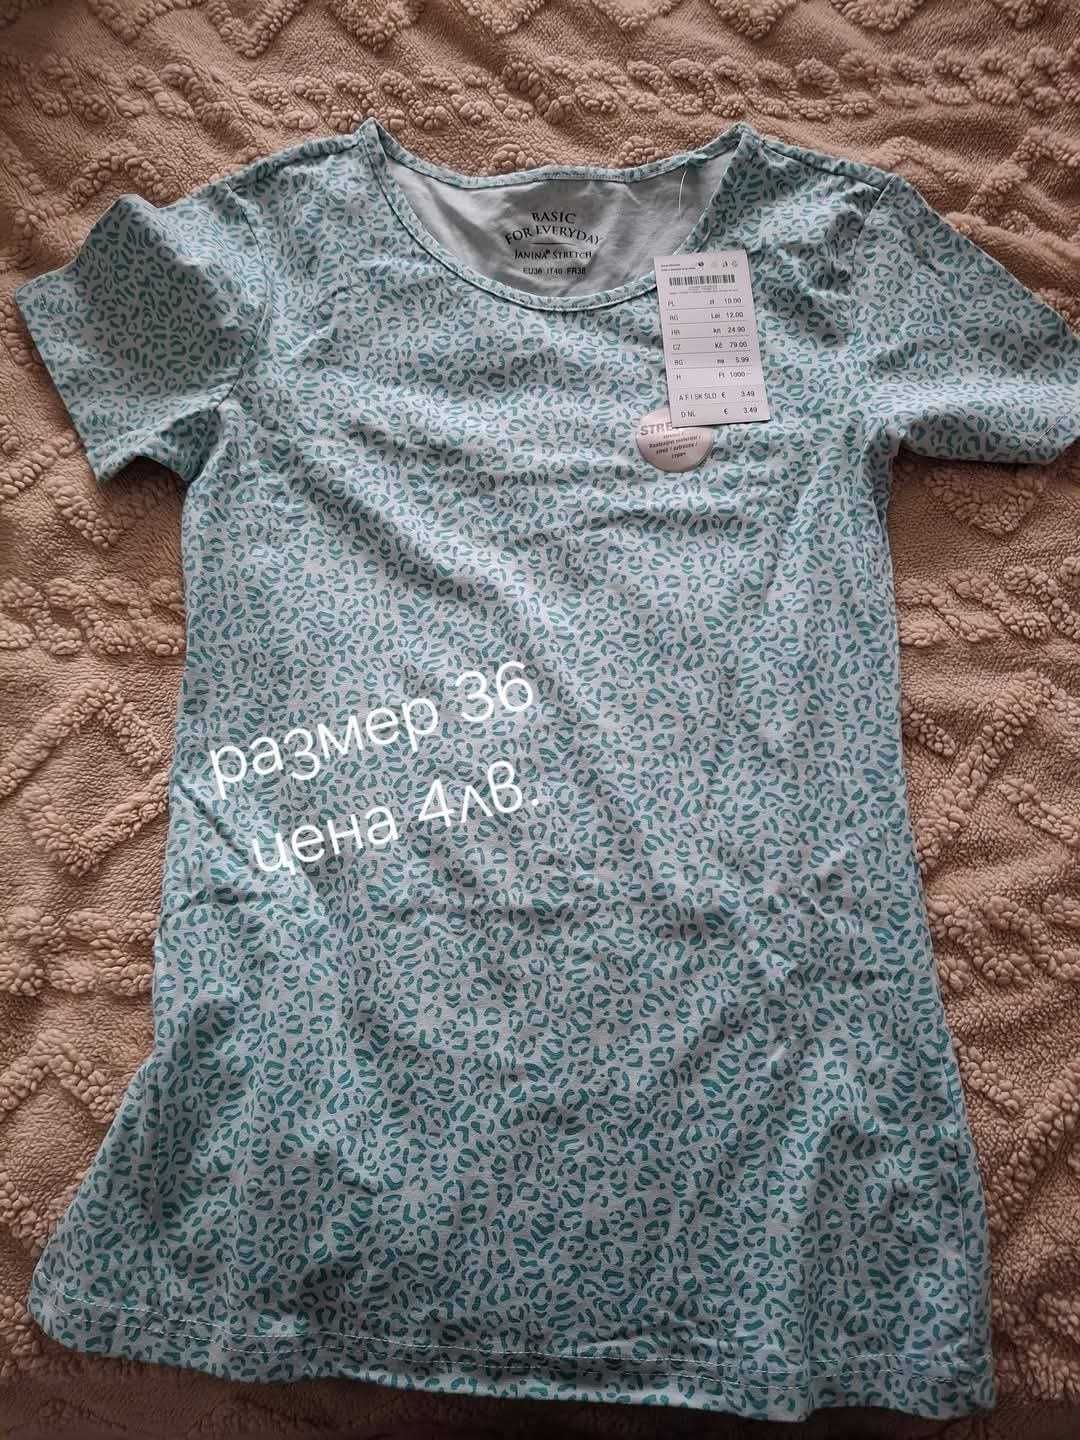 BASIC
FOR EVERYDAY
JANINA® STRETCH
EU36 IT40 FR38
PL zł 10.00
RG Lei 12.00
HR kn 24.90
CZ Kč 79.00
BG лв 5.99
H Ft 1000
A F I SK SLO € 3.49
D NL € 3.49
размер 36
цена 4лв.